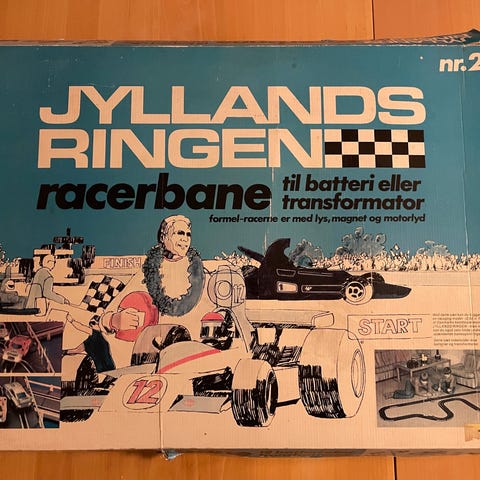 nr.2
JYLLANDS
RINGEN
racerbane
til batteri eller
transformator
formel-racerne er med lys, magnet og motorlyd
FINISH
12
START
12